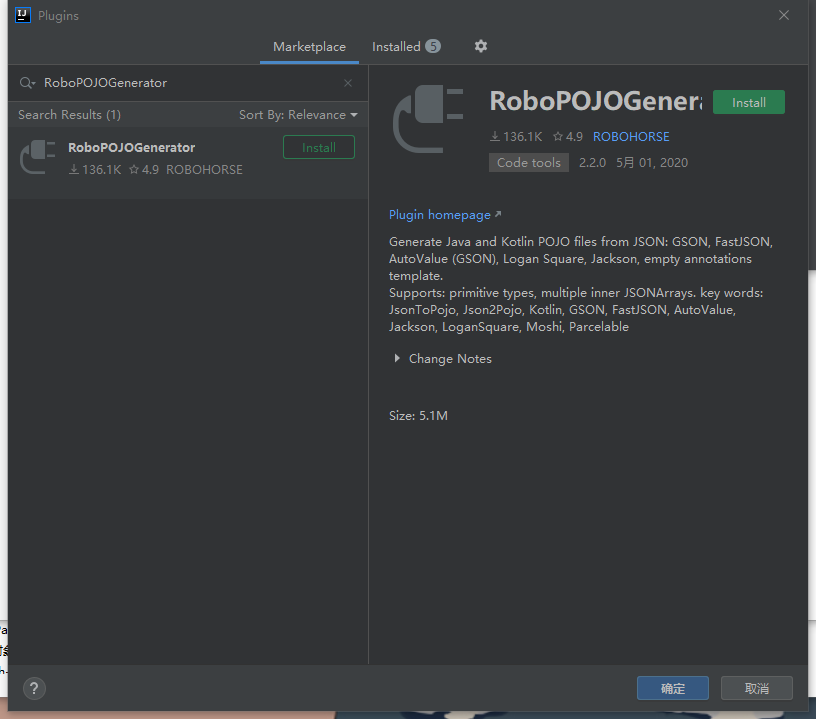 Plugins
Marketplace Installed 5
RoboPOJOGenerator
Search Results (1) Sort By: Relevance
RoboPOJOGenerator Install
136.1K 4.9 ROBOHORSE
RoboPOJOGenera Install
136.1K 4.9 ROBOHORSE
Code tools 2.2.0 5月 01, 2020
Plugin homepage
Generate Java and Kotlin POJO files from JSON: GSON, FastJSON,
AutoValue (GSON), Logan Square, Jackson, empty annotations
template.
Supports: primitive types, multiple inner JSONArrays. key words:
JsonToPojo, Json2Pojo, Kotlin, GSON, FastJSON, AutoValue,
Jackson, LoganSquare, Moshi, Parcelable
Change Notes
Size: 5.1M
? 确定 取消